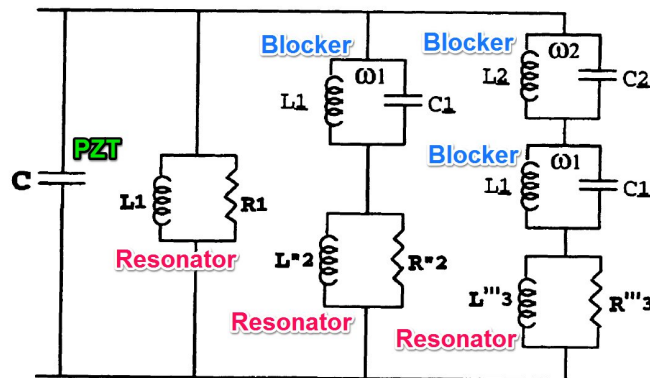 Blocker
ω1
L1
C1
Blocker
ω2
L2
C2
PZT
C
L1
R1
Resonator
Blocker
ω1
L1
C1
L"2
R"2
Resonator
L'''3
R'''3
Resonator